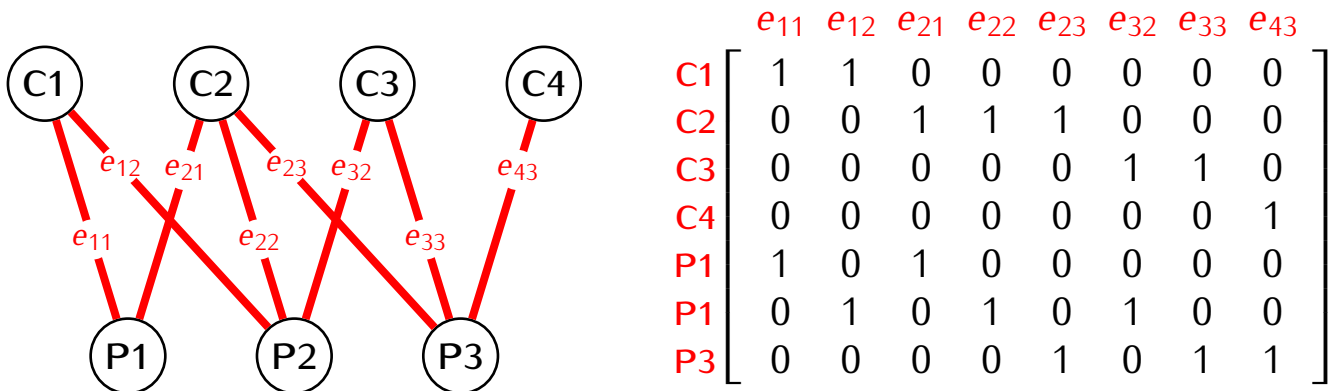 C1 C2 C3 C4
e12 e21 e23 e32 e43
e11 e22 e33
P1 P2 P3
e11 e12 e21 e22 e23 e32 e33 e43
C1 1 1 0 0 0 0 0 0
C2 0 0 1 1 1 0 0 0
C3 0 0 0 0 0 1 1 0
C4 0 0 0 0 0 0 0 1
P1 1 0 1 0 0 0 0 0
P1 0 1 0 1 0 1 0 0
P3 0 0 0 0 1 0 1 1